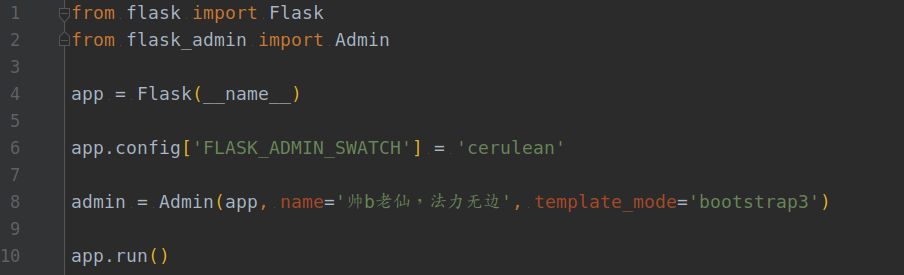 1 from flask import Flask
2 from flask_admin import Admin
3
4 app = Flask(__name__)
5
6 app.config['FLASK_ADMIN_SWATCH'] = 'cerulean'
7
8 admin = Admin(app, name='帅b老仙，法力无边', template_mode='bootstrap3')
9
10 app.run()